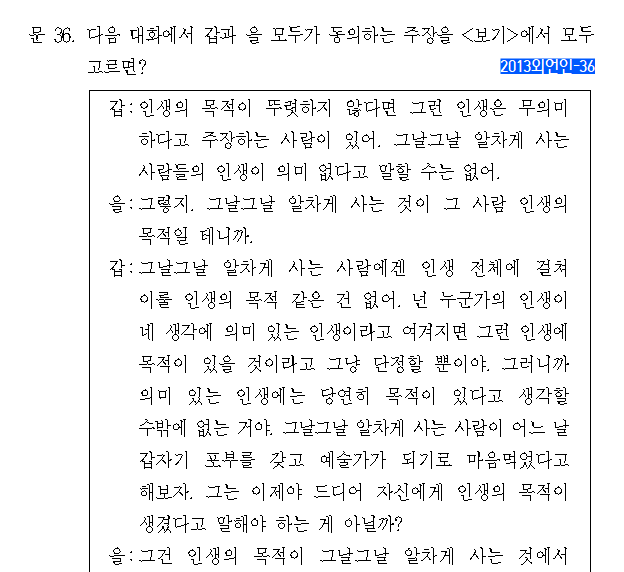 문 36. 다음 대화에서 갑과 을 모두가 동의하는 주장을 <보기>에서 모두
고르면?
2013외언인-36
갑: 인생의 목적이 뚜렷하지 않다면 그런 인생은 무의미
하다고 주장하는 사람이 있어. 그날그날 알차게 사는
사람들의 인생이 의미 없다고 말할 수는 없어.
을: 그렇지. 그날그날 알차게 사는 것이 그 사람 인생의
목적일 테니까.
갑: 그날그날 알차게 사는 사람에겐 인생 전체에 걸쳐
이룰 인생의 목적 같은 건 없어. 넌 누군가의 인생이
네 생각에 의미 있는 인생이라고 여겨지면 그런 인생에
목적이 있을 것이라고 그냥 단정할 뿐이야. 그러니까
의미 있는 인생에는 당연히 목적이 있다고 생각할
수밖에 없는 거야. 그날그날 알차게 사는 사람이 어느 날
갑자기 포부를 갖고 예술가가 되기로 마음먹었다고
해보자. 그는 이제야 드디어 자신에게 인생의 목적이
생겼다고 말해야 하는 게 아닐까?
을: 그건 인생의 목적이 그날그날 알차게 사는 것에서